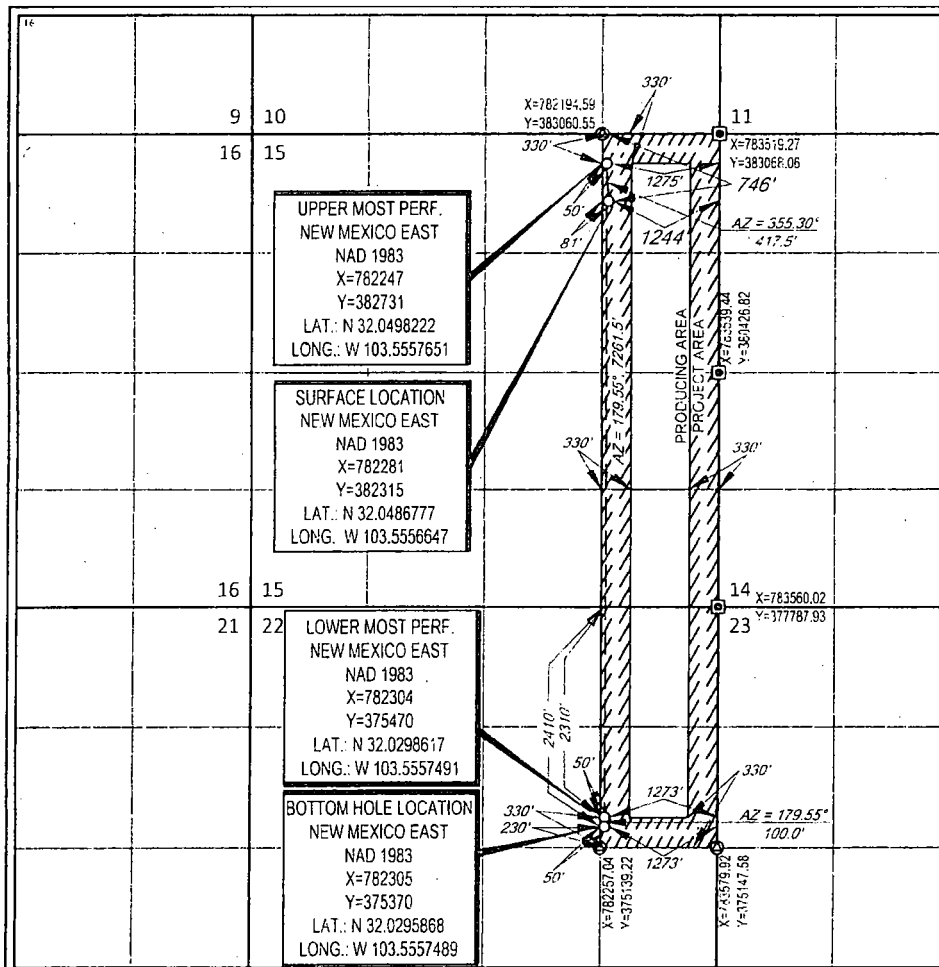 16
330'
X=782194.59
Y=383060.55
9 10
11
16 15
330'
X=783519.27
Y=383068.06
1275'
746'
50'
81'
1244
AZ = 355.30°
417.5'
UPPER MOST PERF.
NEW MEXICO EAST
NAD 1983
X=782247
Y=382731
LAT.: N 32.0498222
LONG.: W 103.5557651
X=783539.44
Y=380426.82
SURFACE LOCATION
NEW MEXICO EAST
NAD 1983
X=782281
Y=382315
LAT.: N 32.0486777
LONG. W 103.5556647
AZ = 179.55°, 7261.5'
PRODUCING AREA
PROJECT AREA
330'
330'
16 15
14
21 22
23
X=783560.02
Y=377787.93
LOWER MOST PERF.
NEW MEXICO EAST
NAD 1983
X=782304
Y=375470
LAT.: N 32.0298617
LONG.: W 103.5557491
2410'
2310'
50'
1273'
330'
330'
230'
AZ = 179.55°
100.0'
50'
1273'
BOTTOM HOLE LOCATION
NEW MEXICO EAST
NAD 1983
X=782305
Y=375370
LAT.: N 32.0295868
LONG.: W 103.5557489
X=782257.04
Y=375139.22
X=783579.92
Y=375147.58